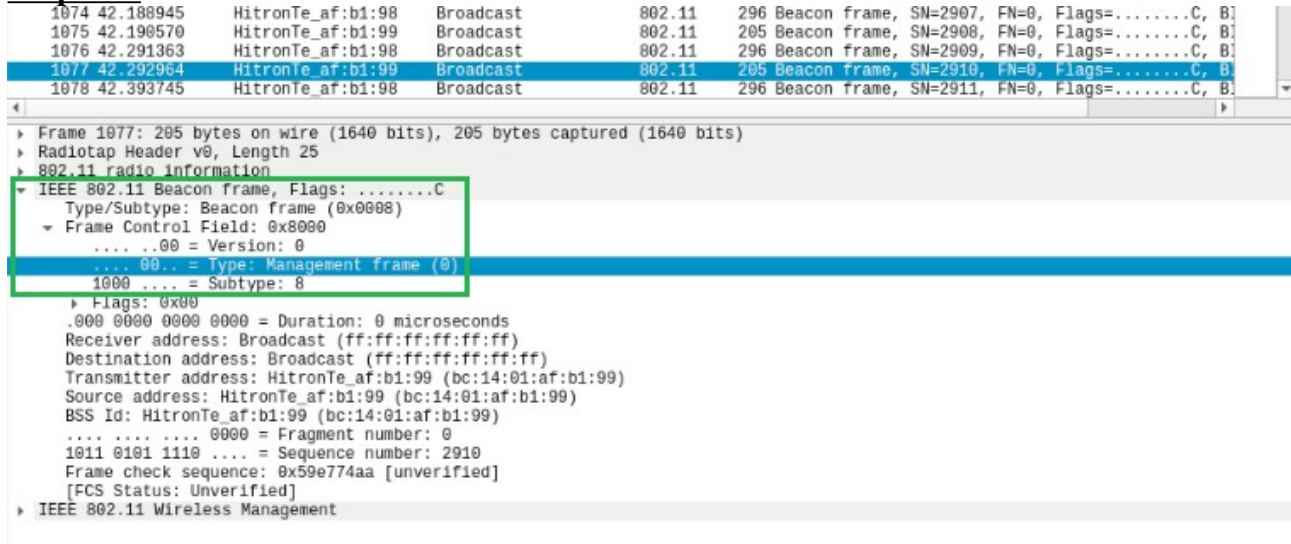 1074 42.188945 HitronTe_af:b1:98 Broadcast 802.11 296 Beacon frame, SN=2907, FN=0, Flags=........C, BI
1075 42.190570 HitronTe_af:b1:99 Broadcast 802.11 205 Beacon frame, SN=2908, FN=0, Flags=........C, BI
1076 42.291363 HitronTe_af:b1:98 Broadcast 802.11 296 Beacon frame, SN=2909, FN=0, Flags=........C, BI
1077 42.292964 HitronTe_af:b1:99 Broadcast 802.11 205 Beacon frame, SN=2910, FN=0, Flags=........C, BI
1078 42.393745 HitronTe_af:b1:98 Broadcast 802.11 296 Beacon frame, SN=2911, FN=0, Flags=........C, BI
Frame 1077: 205 bytes on wire (1640 bits), 205 bytes captured (1640 bits)
Radiotap Header v0, Length 25
802.11 radio information
IEEE 802.11 Beacon frame, Flags: ........C
Type/Subtype: Beacon frame (0x0008)
Frame Control Field: 0x8000
.... ..00 = Version: 0
.... 00.. = Type: Management frame (0)
1000 .... = Subtype: 8
Flags: 0x00
.000 0000 0000 0000 = Duration: 0 microseconds
Receiver address: Broadcast (ff:ff:ff:ff:ff:ff)
Destination address: Broadcast (ff:ff:ff:ff:ff:ff)
Transmitter address: HitronTe_af:b1:99 (bc:14:01:af:b1:99)
Source address: HitronTe_af:b1:99 (bc:14:01:af:b1:99)
BSS Id: HitronTe_af:b1:99 (bc:14:01:af:b1:99)
.... .... .... 0000 = Fragment number: 0
1011 0101 1110 .... = Sequence number: 2910
Frame check sequence: 0x59e774aa [unverified]
[FCS Status: Unverified]
IEEE 802.11 Wireless Management